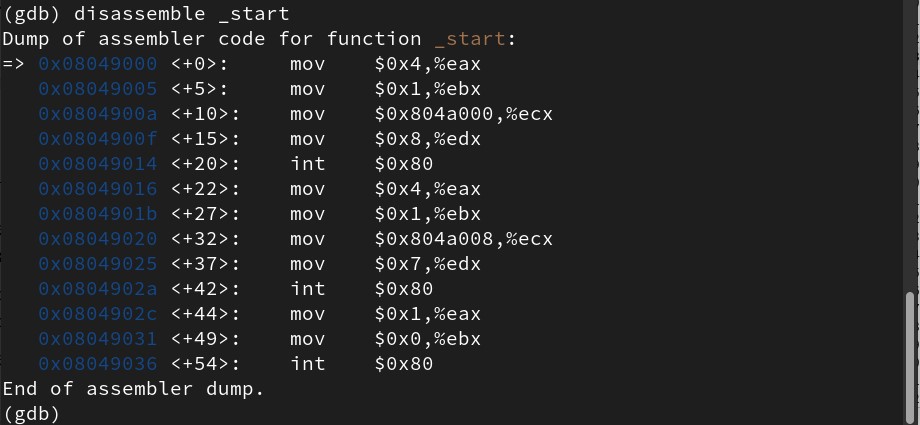 (gdb) disassemble _start
Dump of assembler code for function _start:
=> 0x08049000 <+0>:     mov    $0x4,%eax
   0x08049005 <+5>:     mov    $0x1,%ebx
   0x0804900a <+10>:    mov    $0x804a000,%ecx
   0x0804900f <+15>:    mov    $0x8,%edx
   0x08049014 <+20>:    int    $0x80
   0x08049016 <+22>:    mov    $0x4,%eax
   0x0804901b <+27>:    mov    $0x1,%ebx
   0x08049020 <+32>:    mov    $0x804a008,%ecx
   0x08049025 <+37>:    mov    $0x7,%edx
   0x0804902a <+42>:    int    $0x80
   0x0804902c <+44>:    mov    $0x1,%eax
   0x08049031 <+49>:    mov    $0x0,%ebx
   0x08049036 <+54>:    int    $0x80
End of assembler dump.
(gdb)